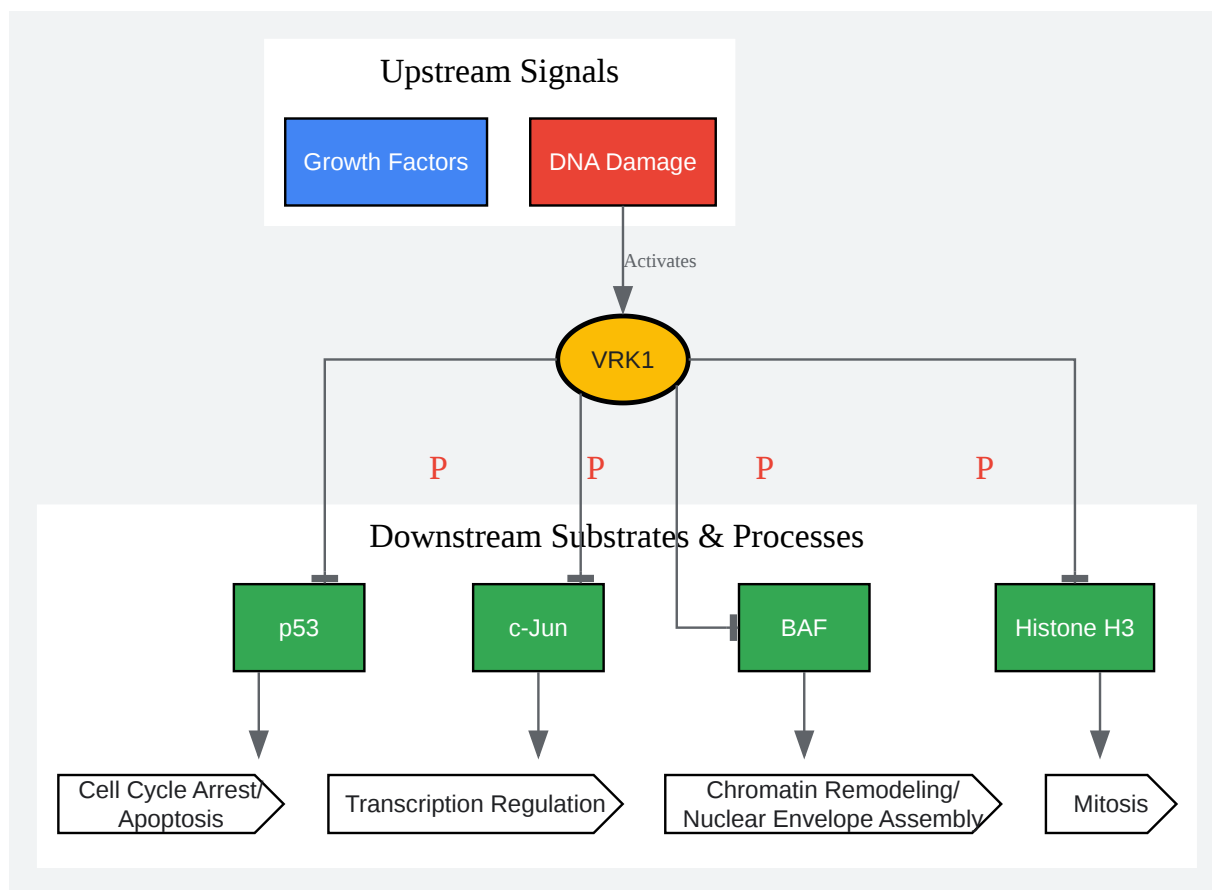 Upstream Signals
Growth Factors
DNA Damage
Activates
VRK1
P
P
P
P
Downstream Substrates & Processes
p53
c-Jun
BAF
Histone H3
Cell Cycle Arrest/
Apoptosis
Transcription Regulation
Chromatin Remodeling/
Nuclear Envelope Assembly
Mitosis